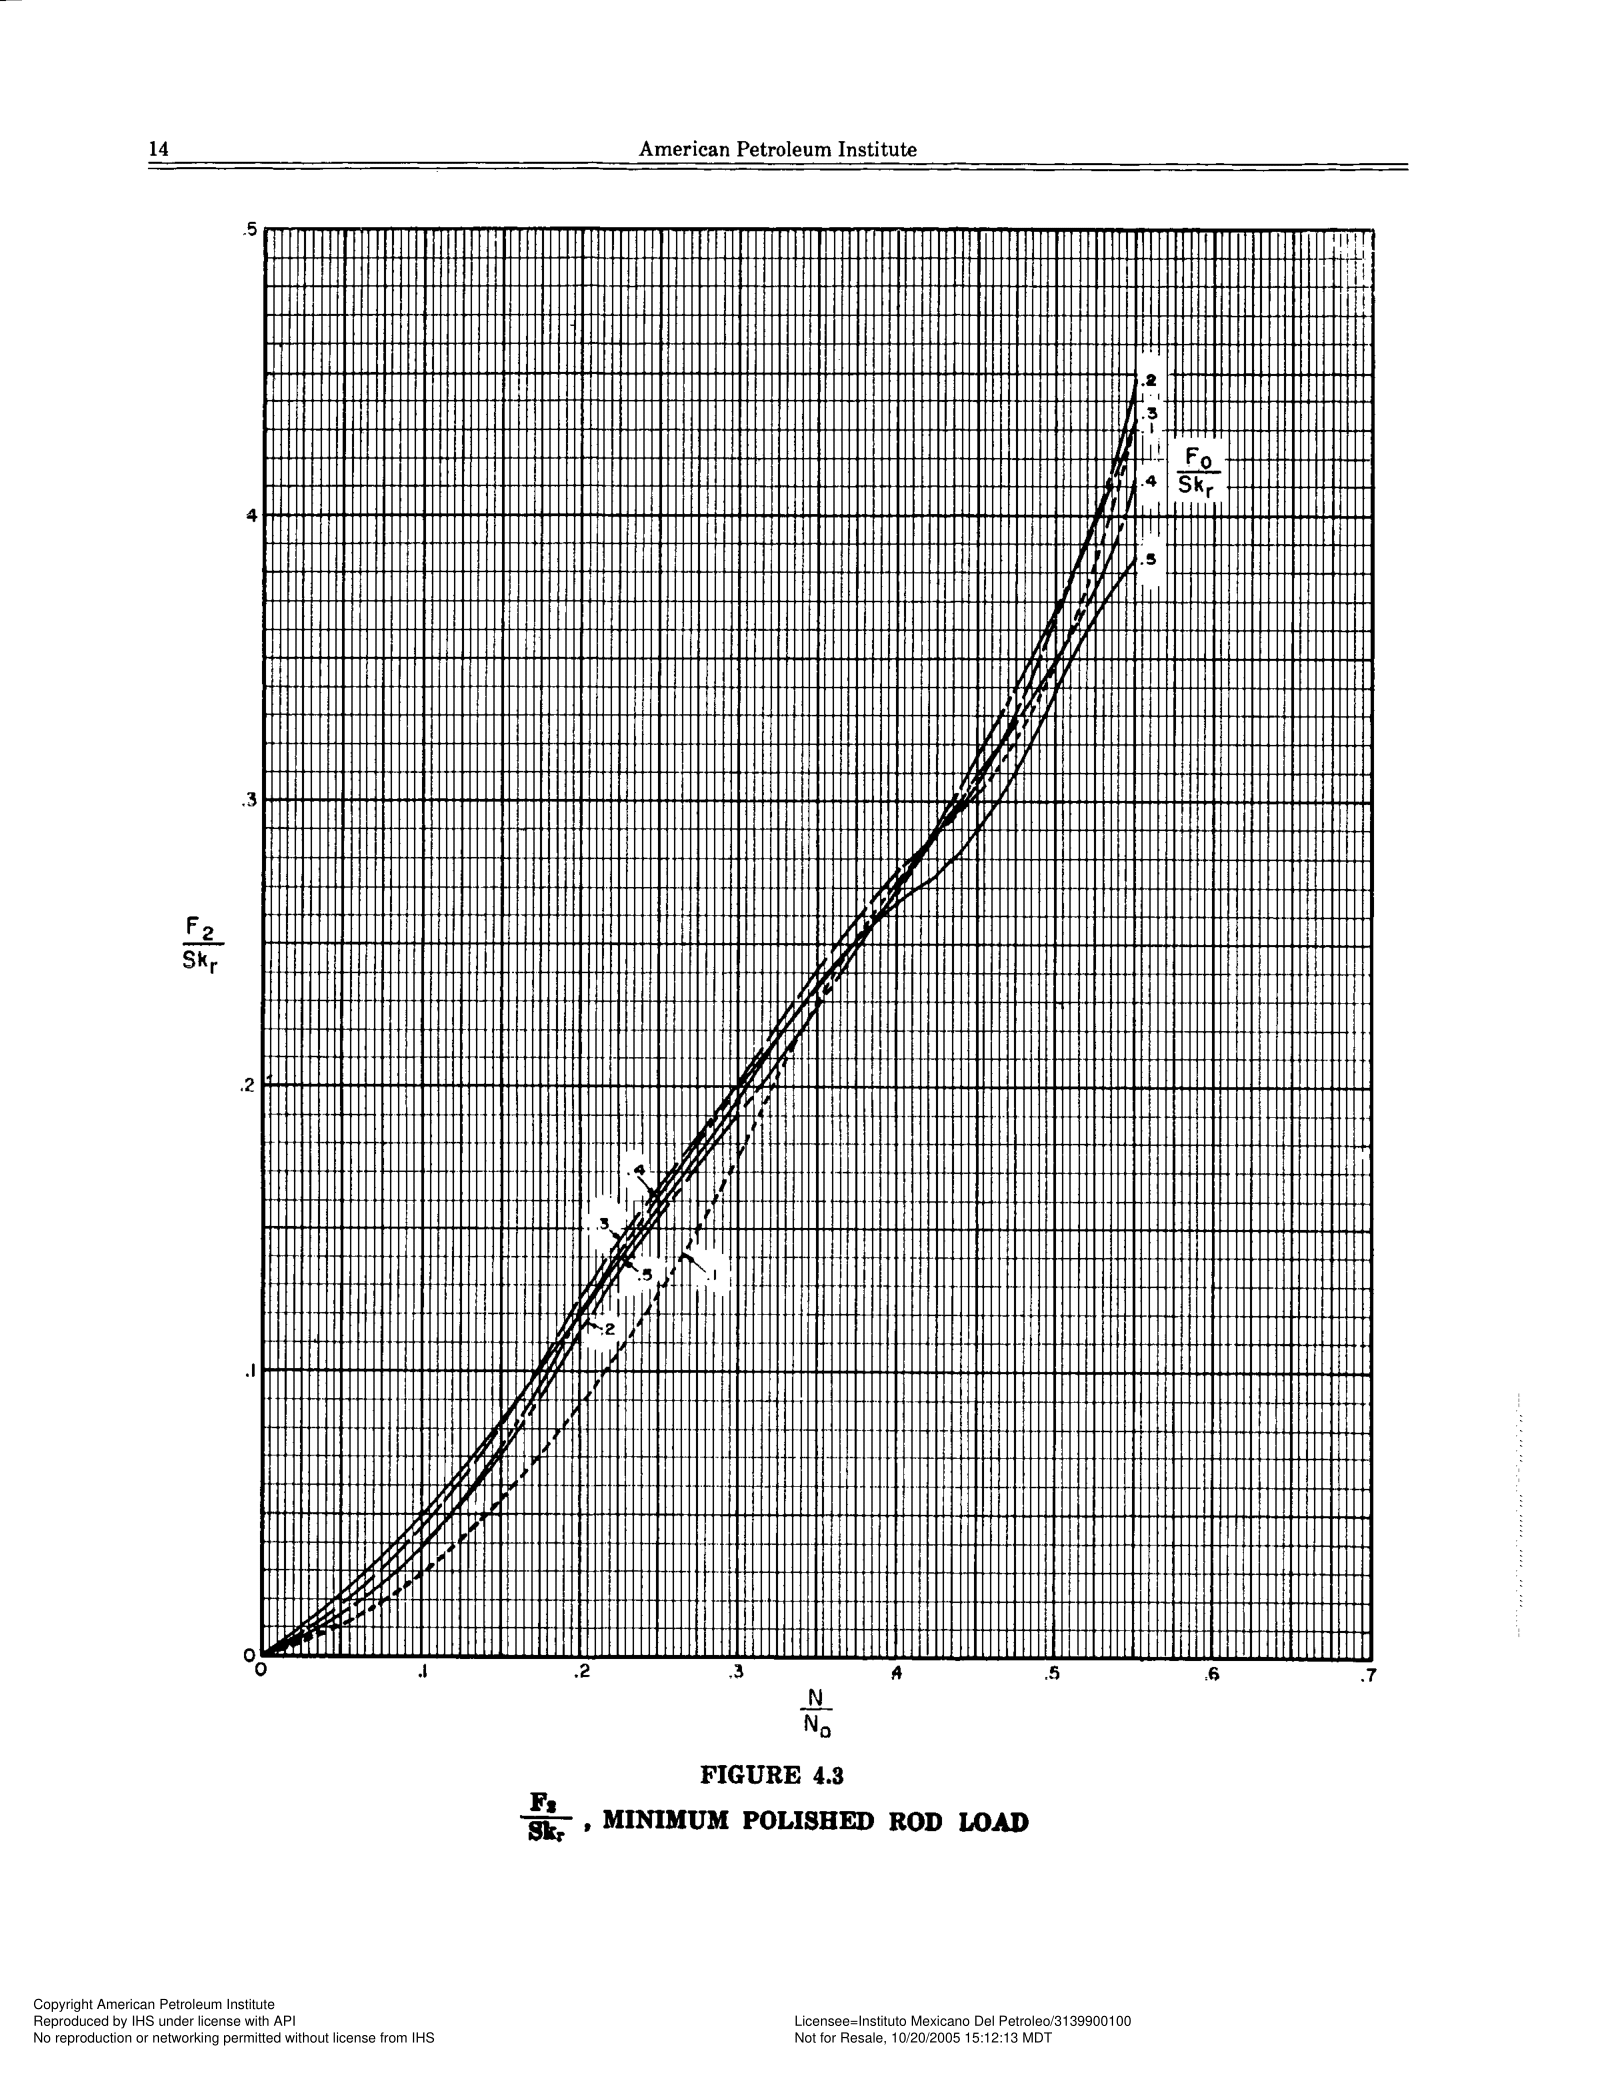 14
American Petroleum Institute
.5
.2
.3
.1
F0
Skr
.4
4
.5
.3
F2
Skr
.2
.4
3
.5
.1
.2
.1
0
0
.1
.2
.3
.4
.5
.6
.7
N
No
FIGURE 4.3
F2
Skr
, MINIMUM POLISHED ROD LOAD
Copyright American Petroleum Institute
Reproduced by IHS under license with API
No reproduction or networking permitted without license from IHS
Licensee=Instituto Mexicano Del Petroleo/3139900100
Not for Resale, 10/20/2005 15:12:13 MDT